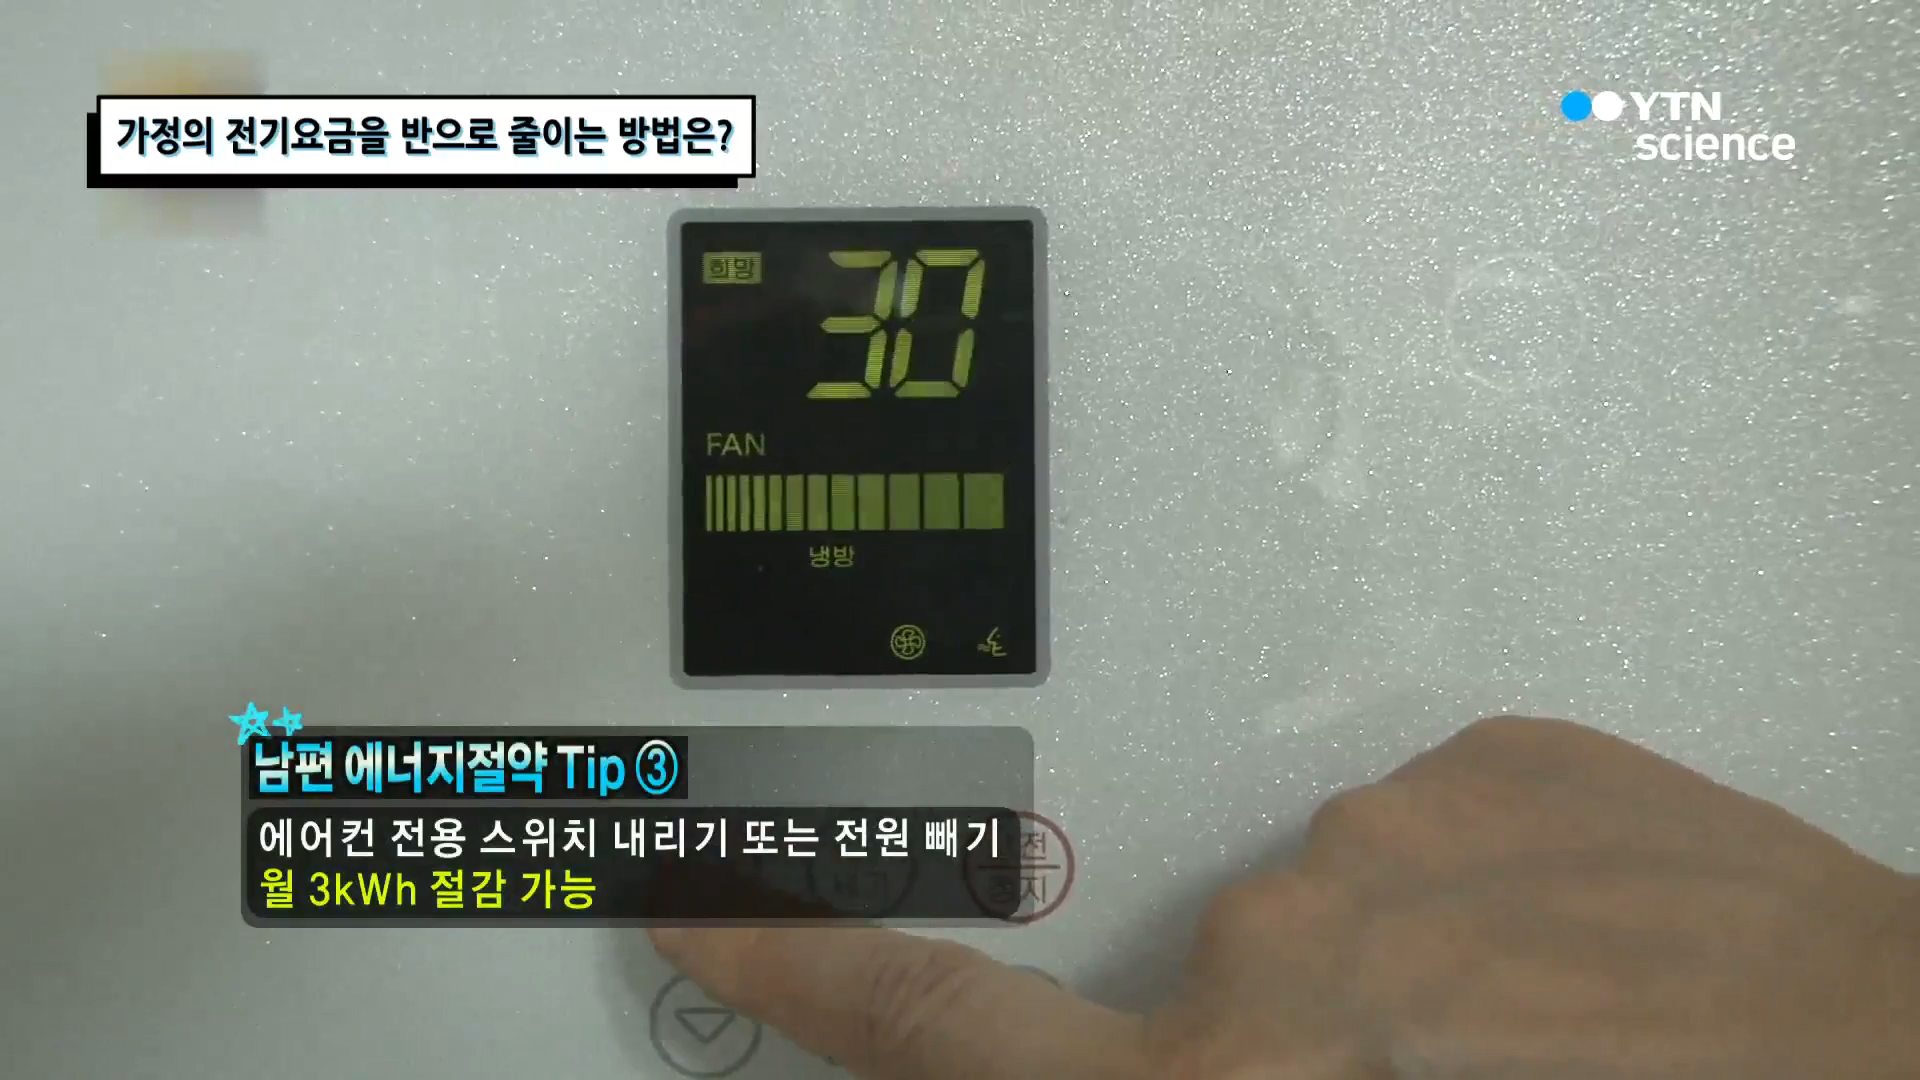 가정의 전기요금을 반으로 줄이는 방법은?
YTN
science
희망
30
FAN
냉방
남편 에너지절약 Tip ③
에어컨 전용 스위치 내리기 또는 전원 빼기
월 3kWh 절감 가능